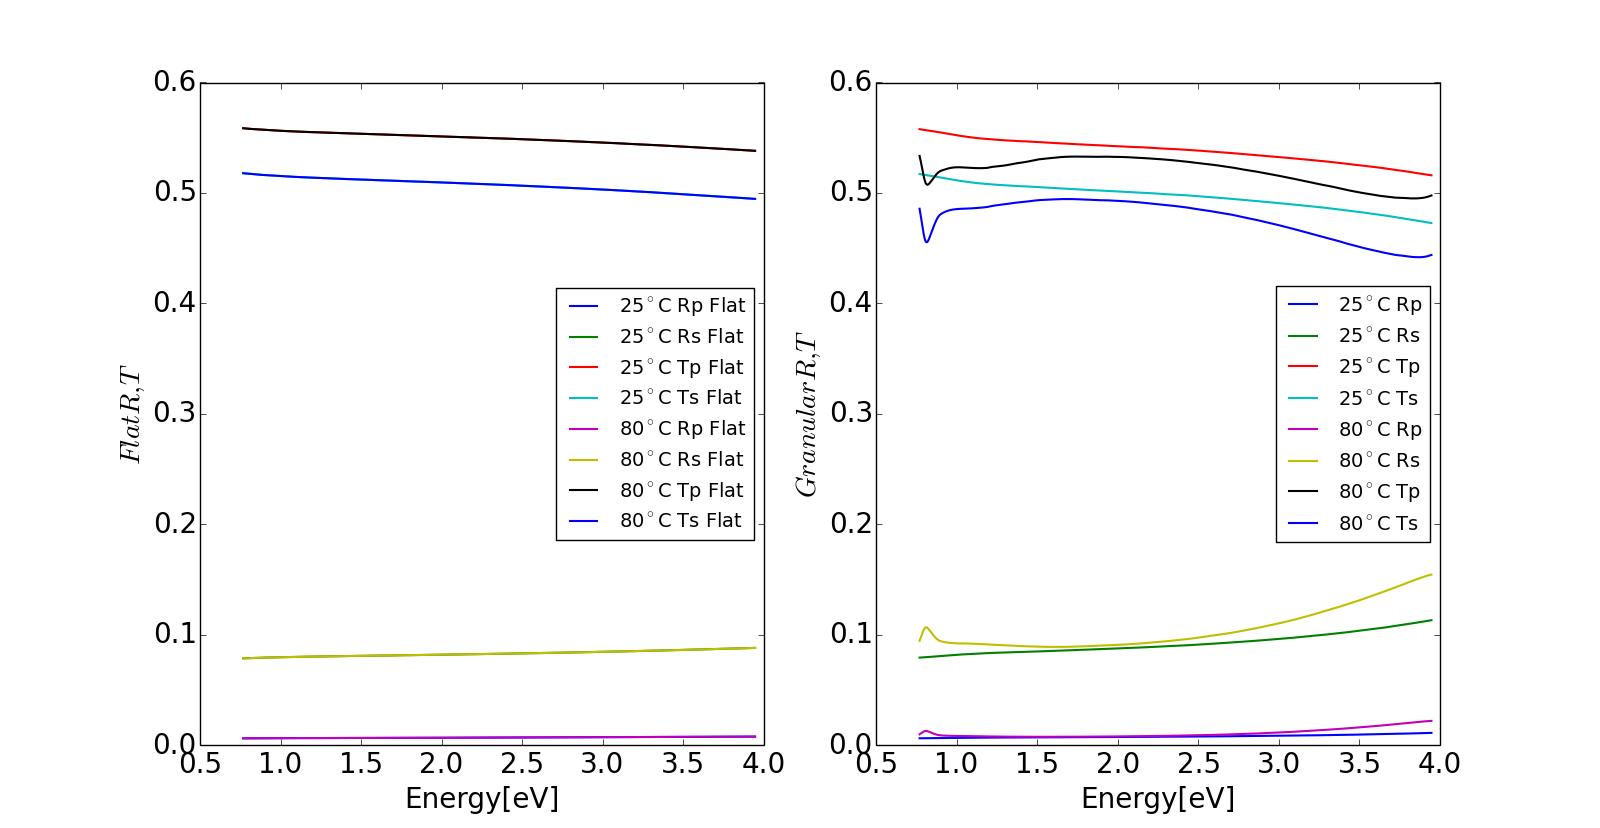 0.6
0.5
0.4
0.3
0.2
0.1
0.0
FlatR,T
25°C Rp Flat
25°C Rs Flat
25°C Tp Flat
25°C Ts Flat
80°C Rp Flat
80°C Rs Flat
80°C Tp Flat
80°C Ts Flat
0.5 1.0 1.5 2.0 2.5 3.0 3.5 4.0
Energy[eV]
0.6
0.5
0.4
0.3
0.2
0.1
0.0
GranularR,T
25°C Rp
25°C Rs
25°C Tp
25°C Ts
80°C Rp
80°C Rs
80°C Tp
80°C Ts
0.5 1.0 1.5 2.0 2.5 3.0 3.5 4.0
Energy[eV]